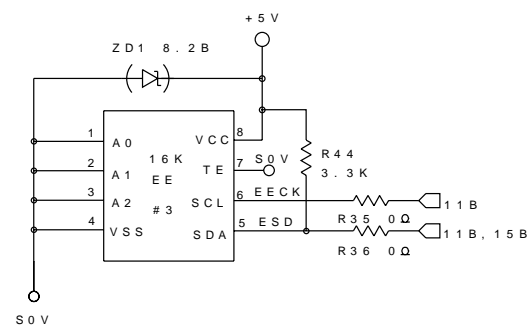 +5V
ZD1 8.2B
1 A0 VCC 8
16K
R44
2 A1 EE TE 7 S0V
3.3K
3 A2 #3 SCL 6 EECK
11B
R35 0Ω
4 VSS SDA 5 ESD
11B, 15B
R36 0Ω
S0V